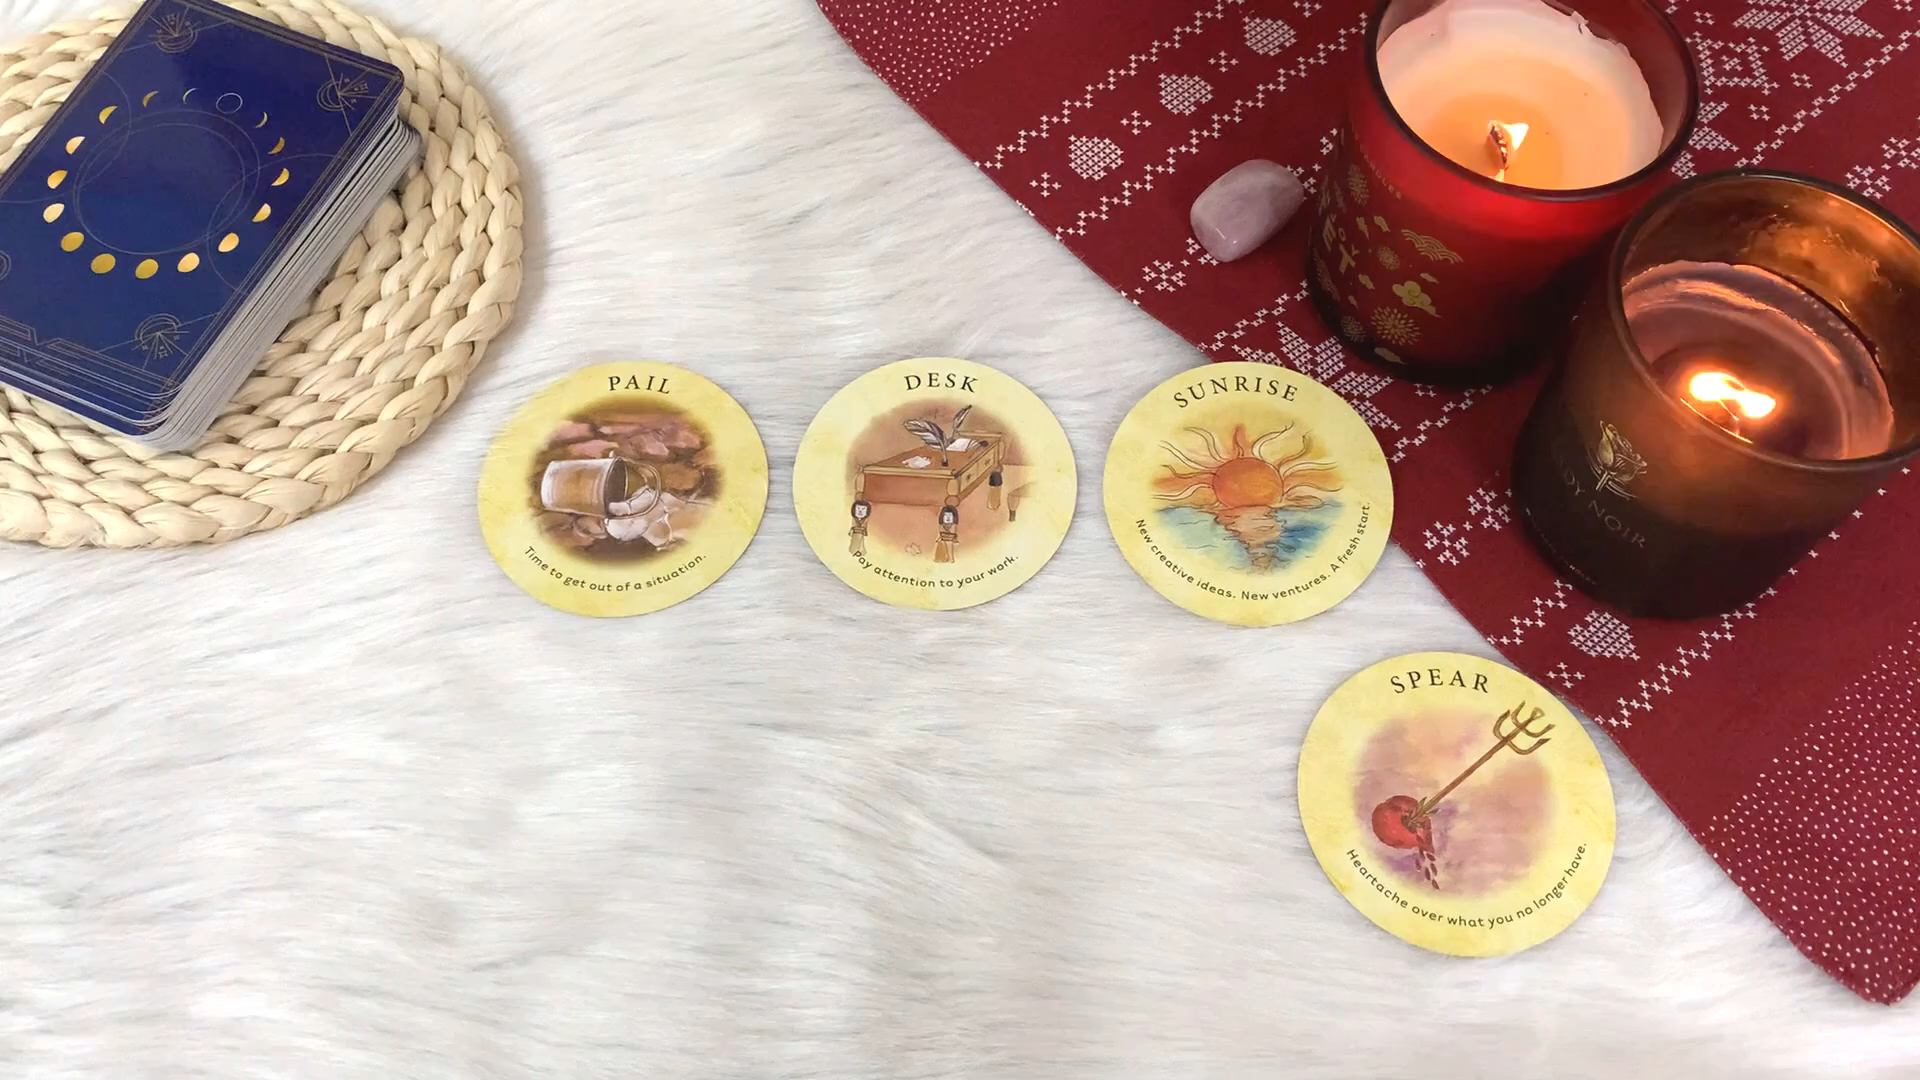 PAIL
Time to get out of a situation.
DESK
Pay attention to your work.
SUNRISE
New creative ideas. New ventures. A fresh start.
SPEAR
Heartache over what you no longer have.
NOIR